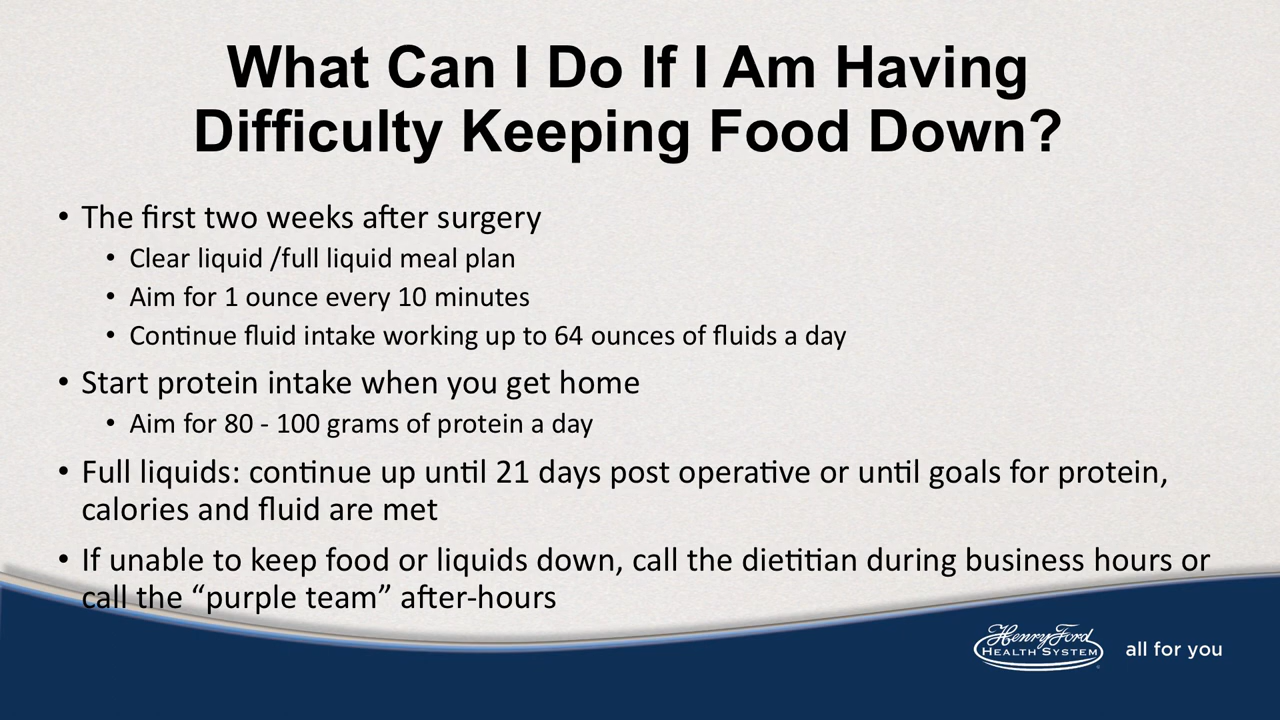 What Can I Do If I Am Having
Difficulty Keeping Food Down?
• The first two weeks after surgery
• Clear liquid /full liquid meal plan
• Aim for 1 ounce every 10 minutes
• Continue fluid intake working up to 64 ounces of fluids a day
• Start protein intake when you get home
• Aim for 80 - 100 grams of protein a day
• Full liquids: continue up until 21 days post operative or until goals for protein,
calories and fluid are met
• If unable to keep food or liquids down, call the dietitian during business hours or
call the “purple team” after-hours
Henry Ford
HEALTH SYSTEM
all for you